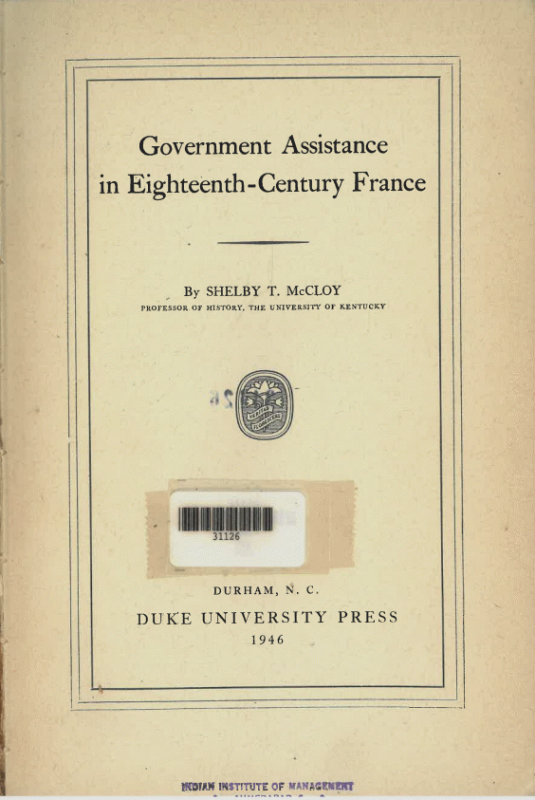 Government Assistance
in Eighteenth-Century France
By SHELBY T. McCLOY
PROFESSOR OF HISTORY, THE UNIVERSITY OF KENTUCKY
31126
DURHAM, N. C.
DUKE UNIVERSITY PRESS
1946
INDIAN INSTITUTE OF MANAGEMENT